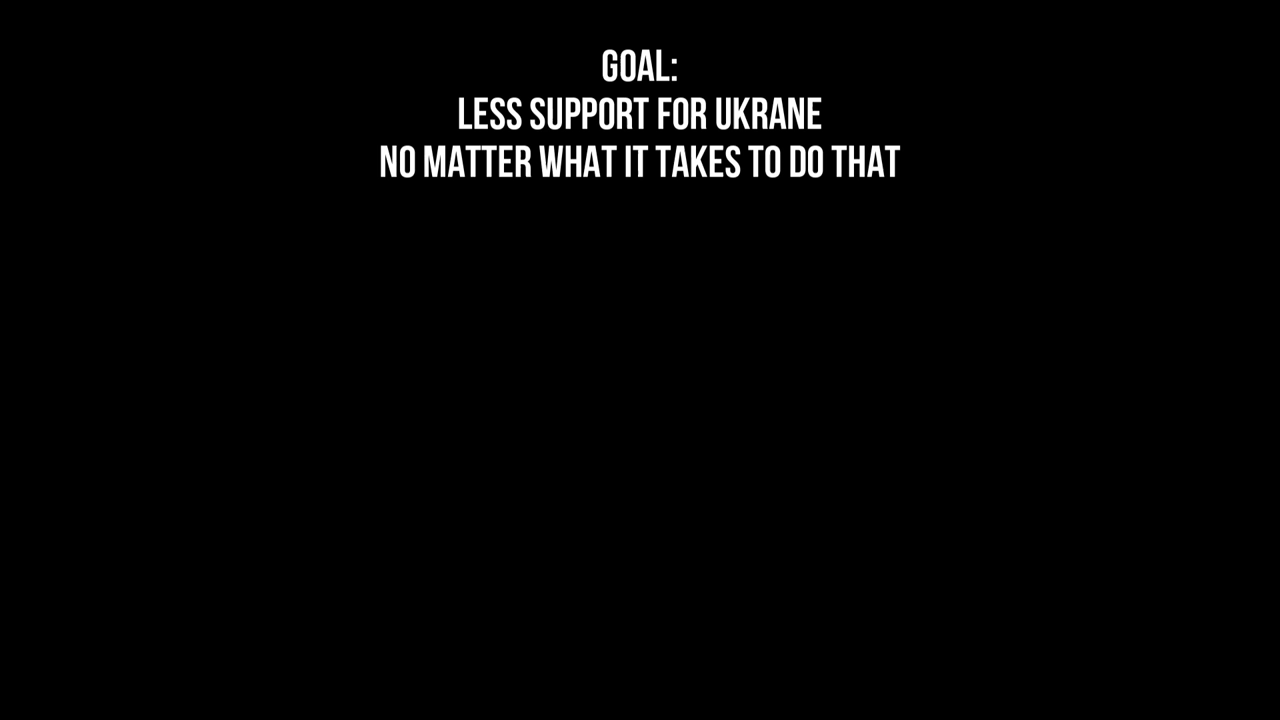 GOAL:
LESS SUPPORT FOR UKRANE
NO MATTER WHAT IT TAKES TO DO THAT